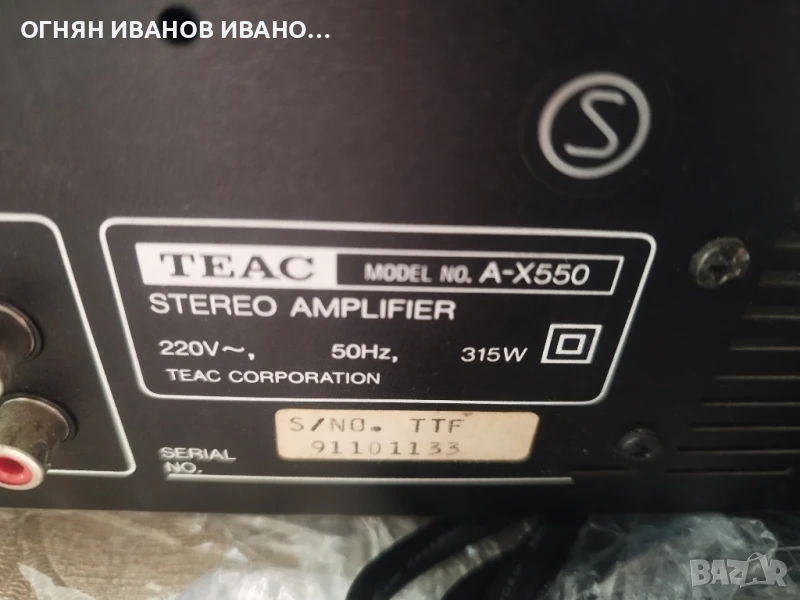 ОГНЯН ИВАНОВ ИВАНО...
S
TEAC MODEL NO. A-X550
STEREO AMPLIFIER
220V~, 50Hz, 315W
TEAC CORPORATION
S/NO. TTF
91101133
SERIAL
NO.
BAZAR